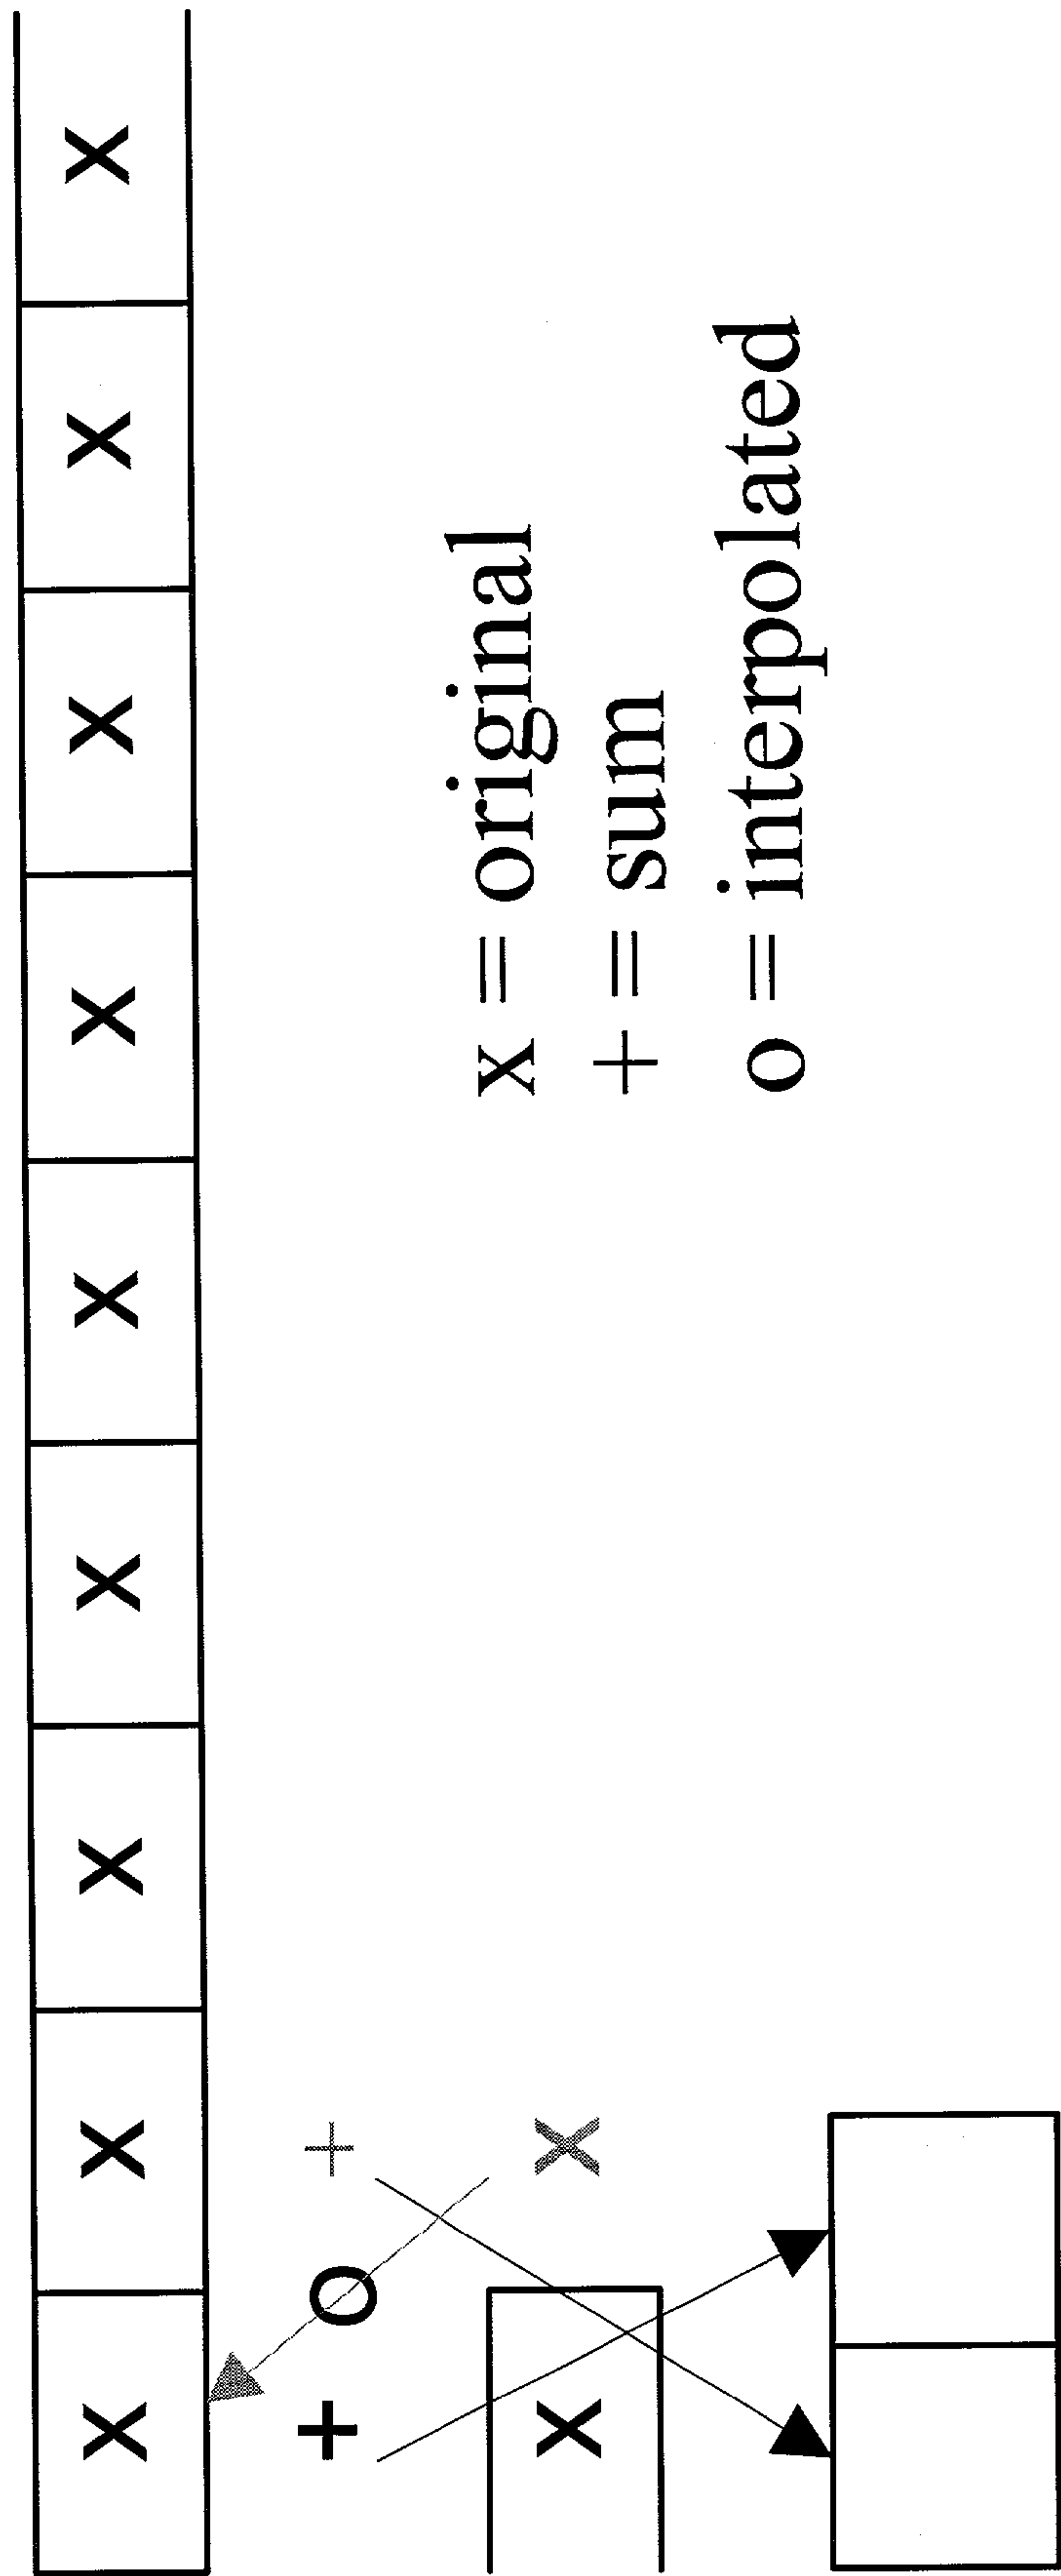 X X X X X X X X X
+ O +
X X
x = original
+ = sum
o = interpolated